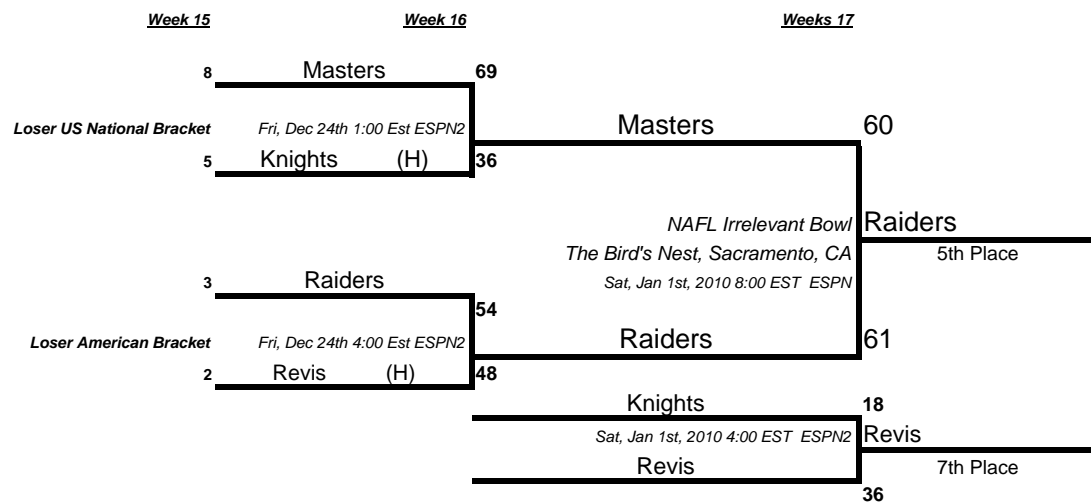 Week 15 Week 16 Weeks 17
8 Masters 69
Loser US National Bracket Fri, Dec 24th 1:00 Est ESPN2 Masters 60
5 Knights (H) 36
NAFL Irrelevant Bowl Raiders
The Bird's Nest, Sacramento, CA 5th Place
3 Raiders Sat, Jan 1st, 2010 8:00 EST ESPN
54
Loser American Bracket Fri, Dec 24th 4:00 Est ESPN2 Raiders 61
2 Revis (H) 48
Knights 18
Sat, Jan 1st, 2010 4:00 EST ESPN2 Revis
Revis 7th Place
36